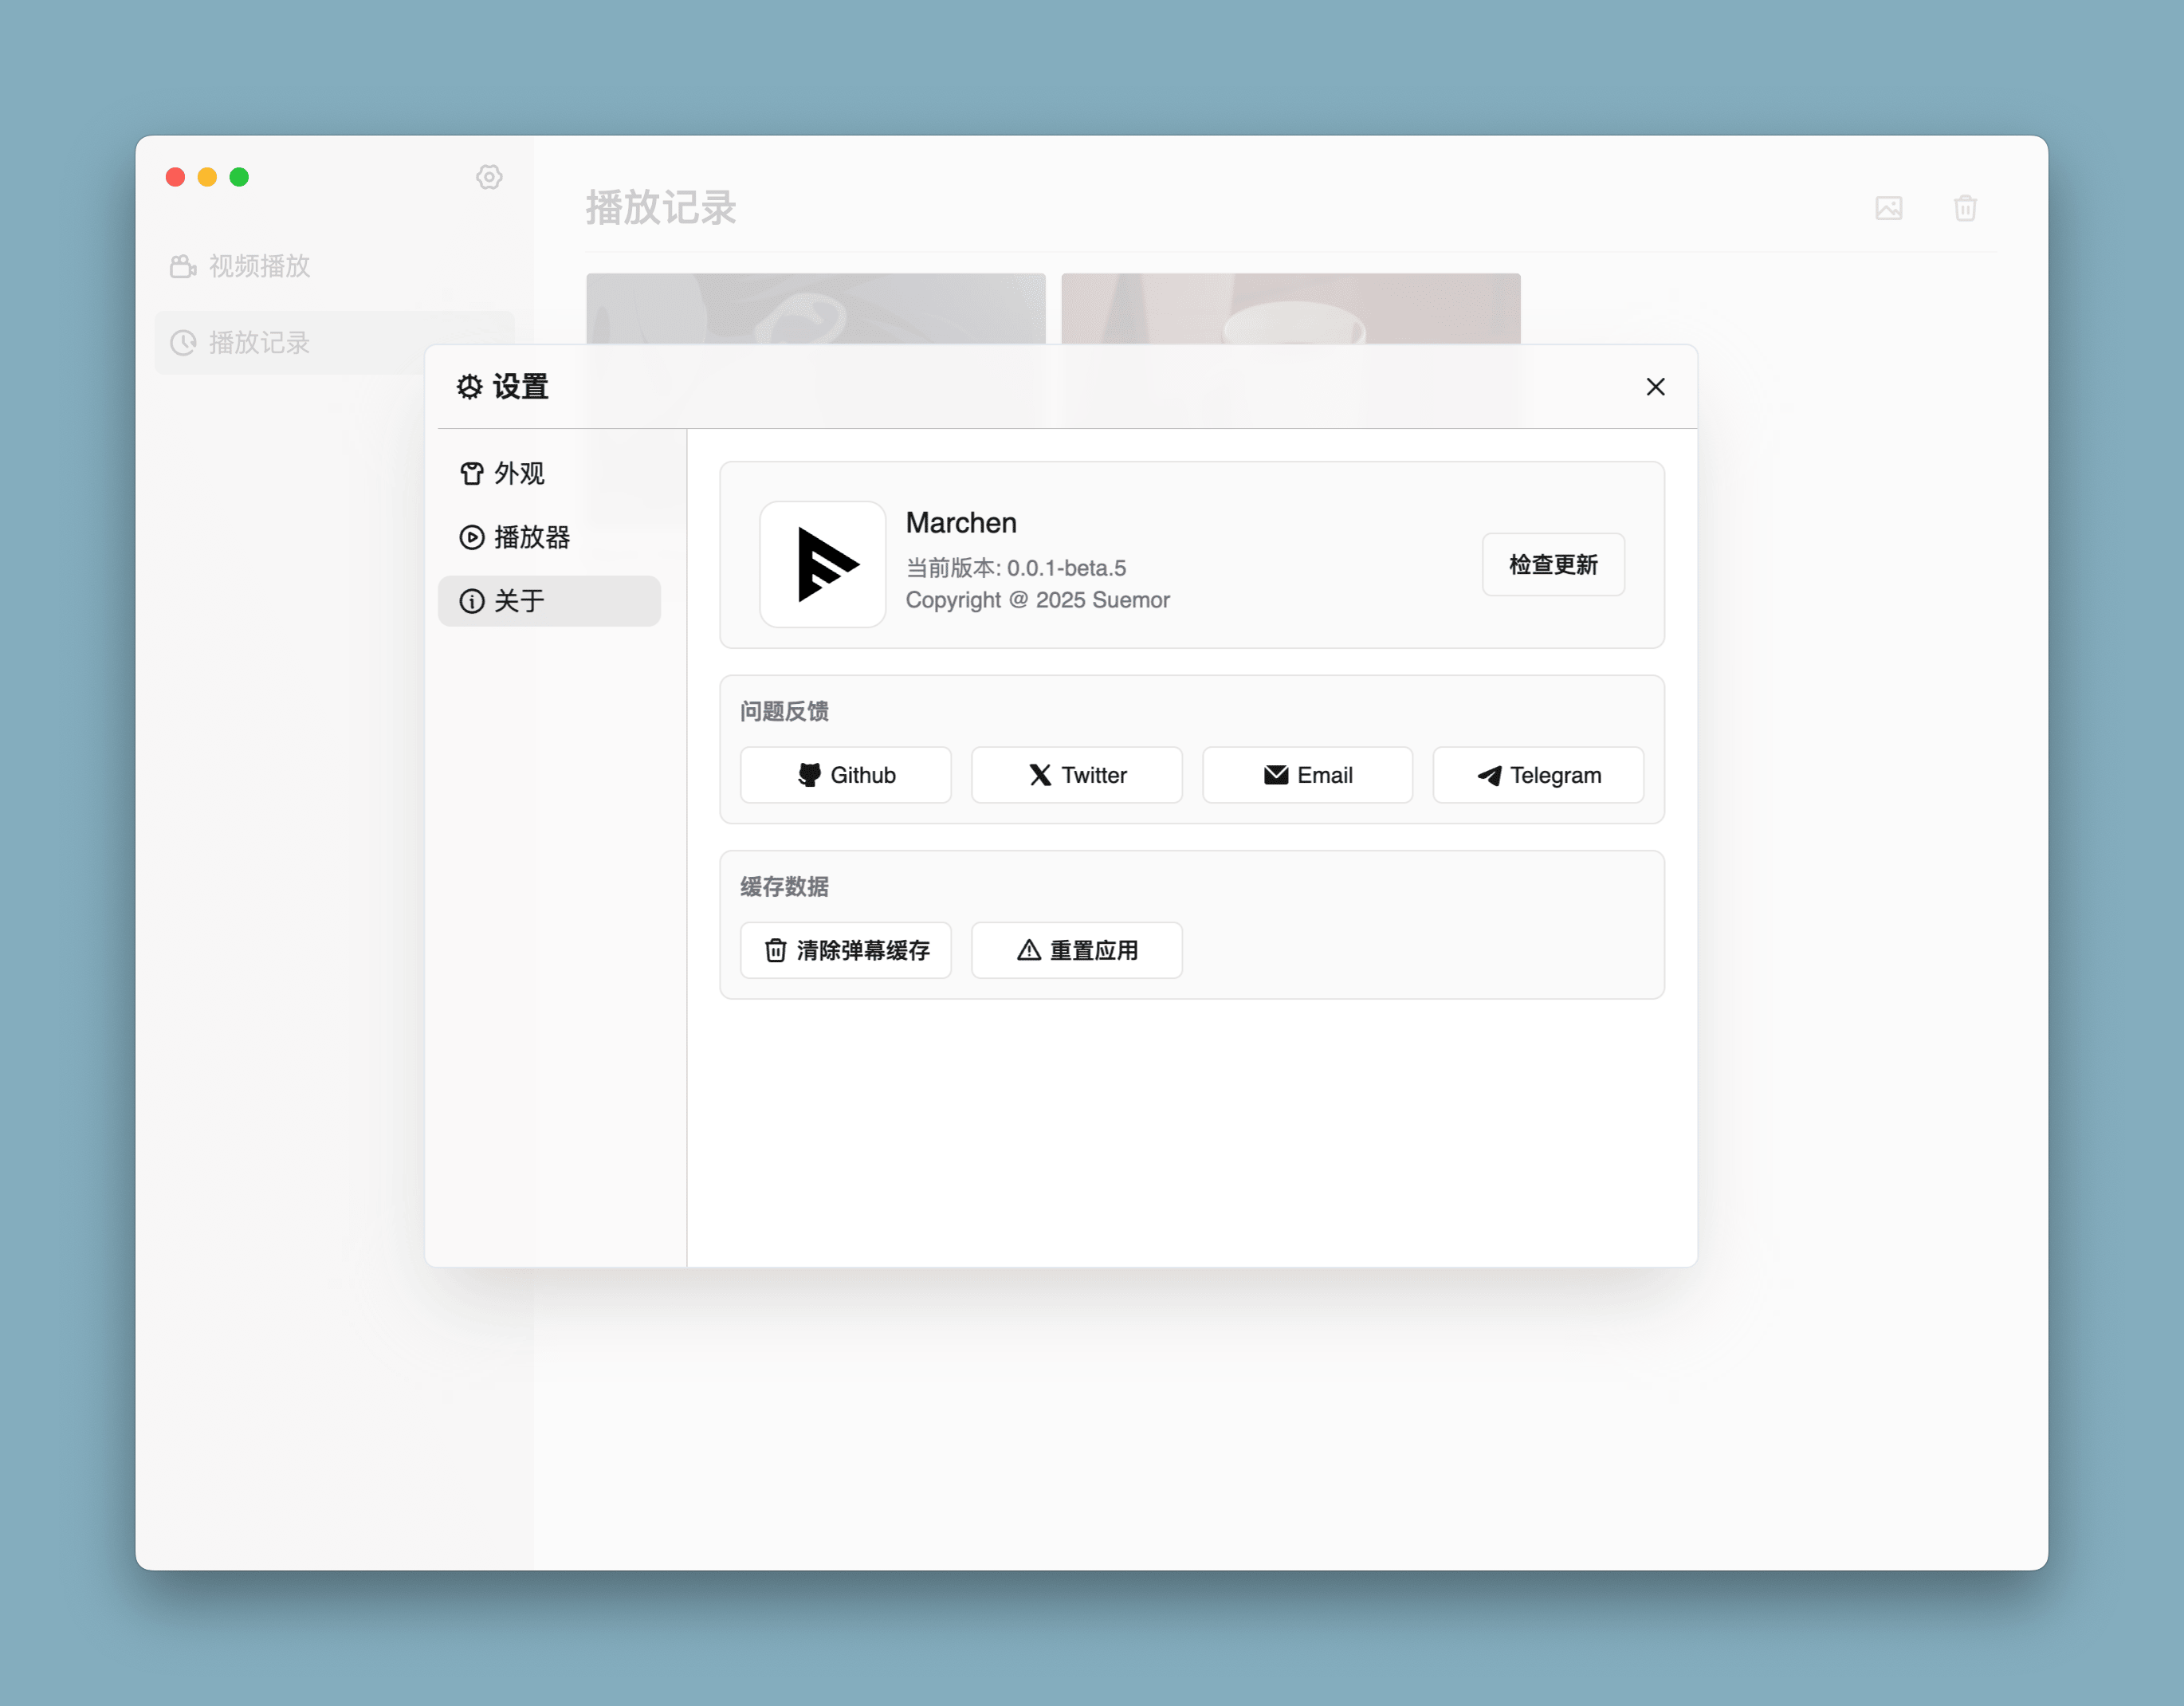 播放记录
视频播放
播放记录
设置
外观
播放器
关于
Marchen
当前版本: 0.0.1-beta.5
Copyright @ 2025 Suemor
检查更新
问题反馈
Github
Twitter
Email
Telegram
缓存数据
清除弹幕缓存
重置应用